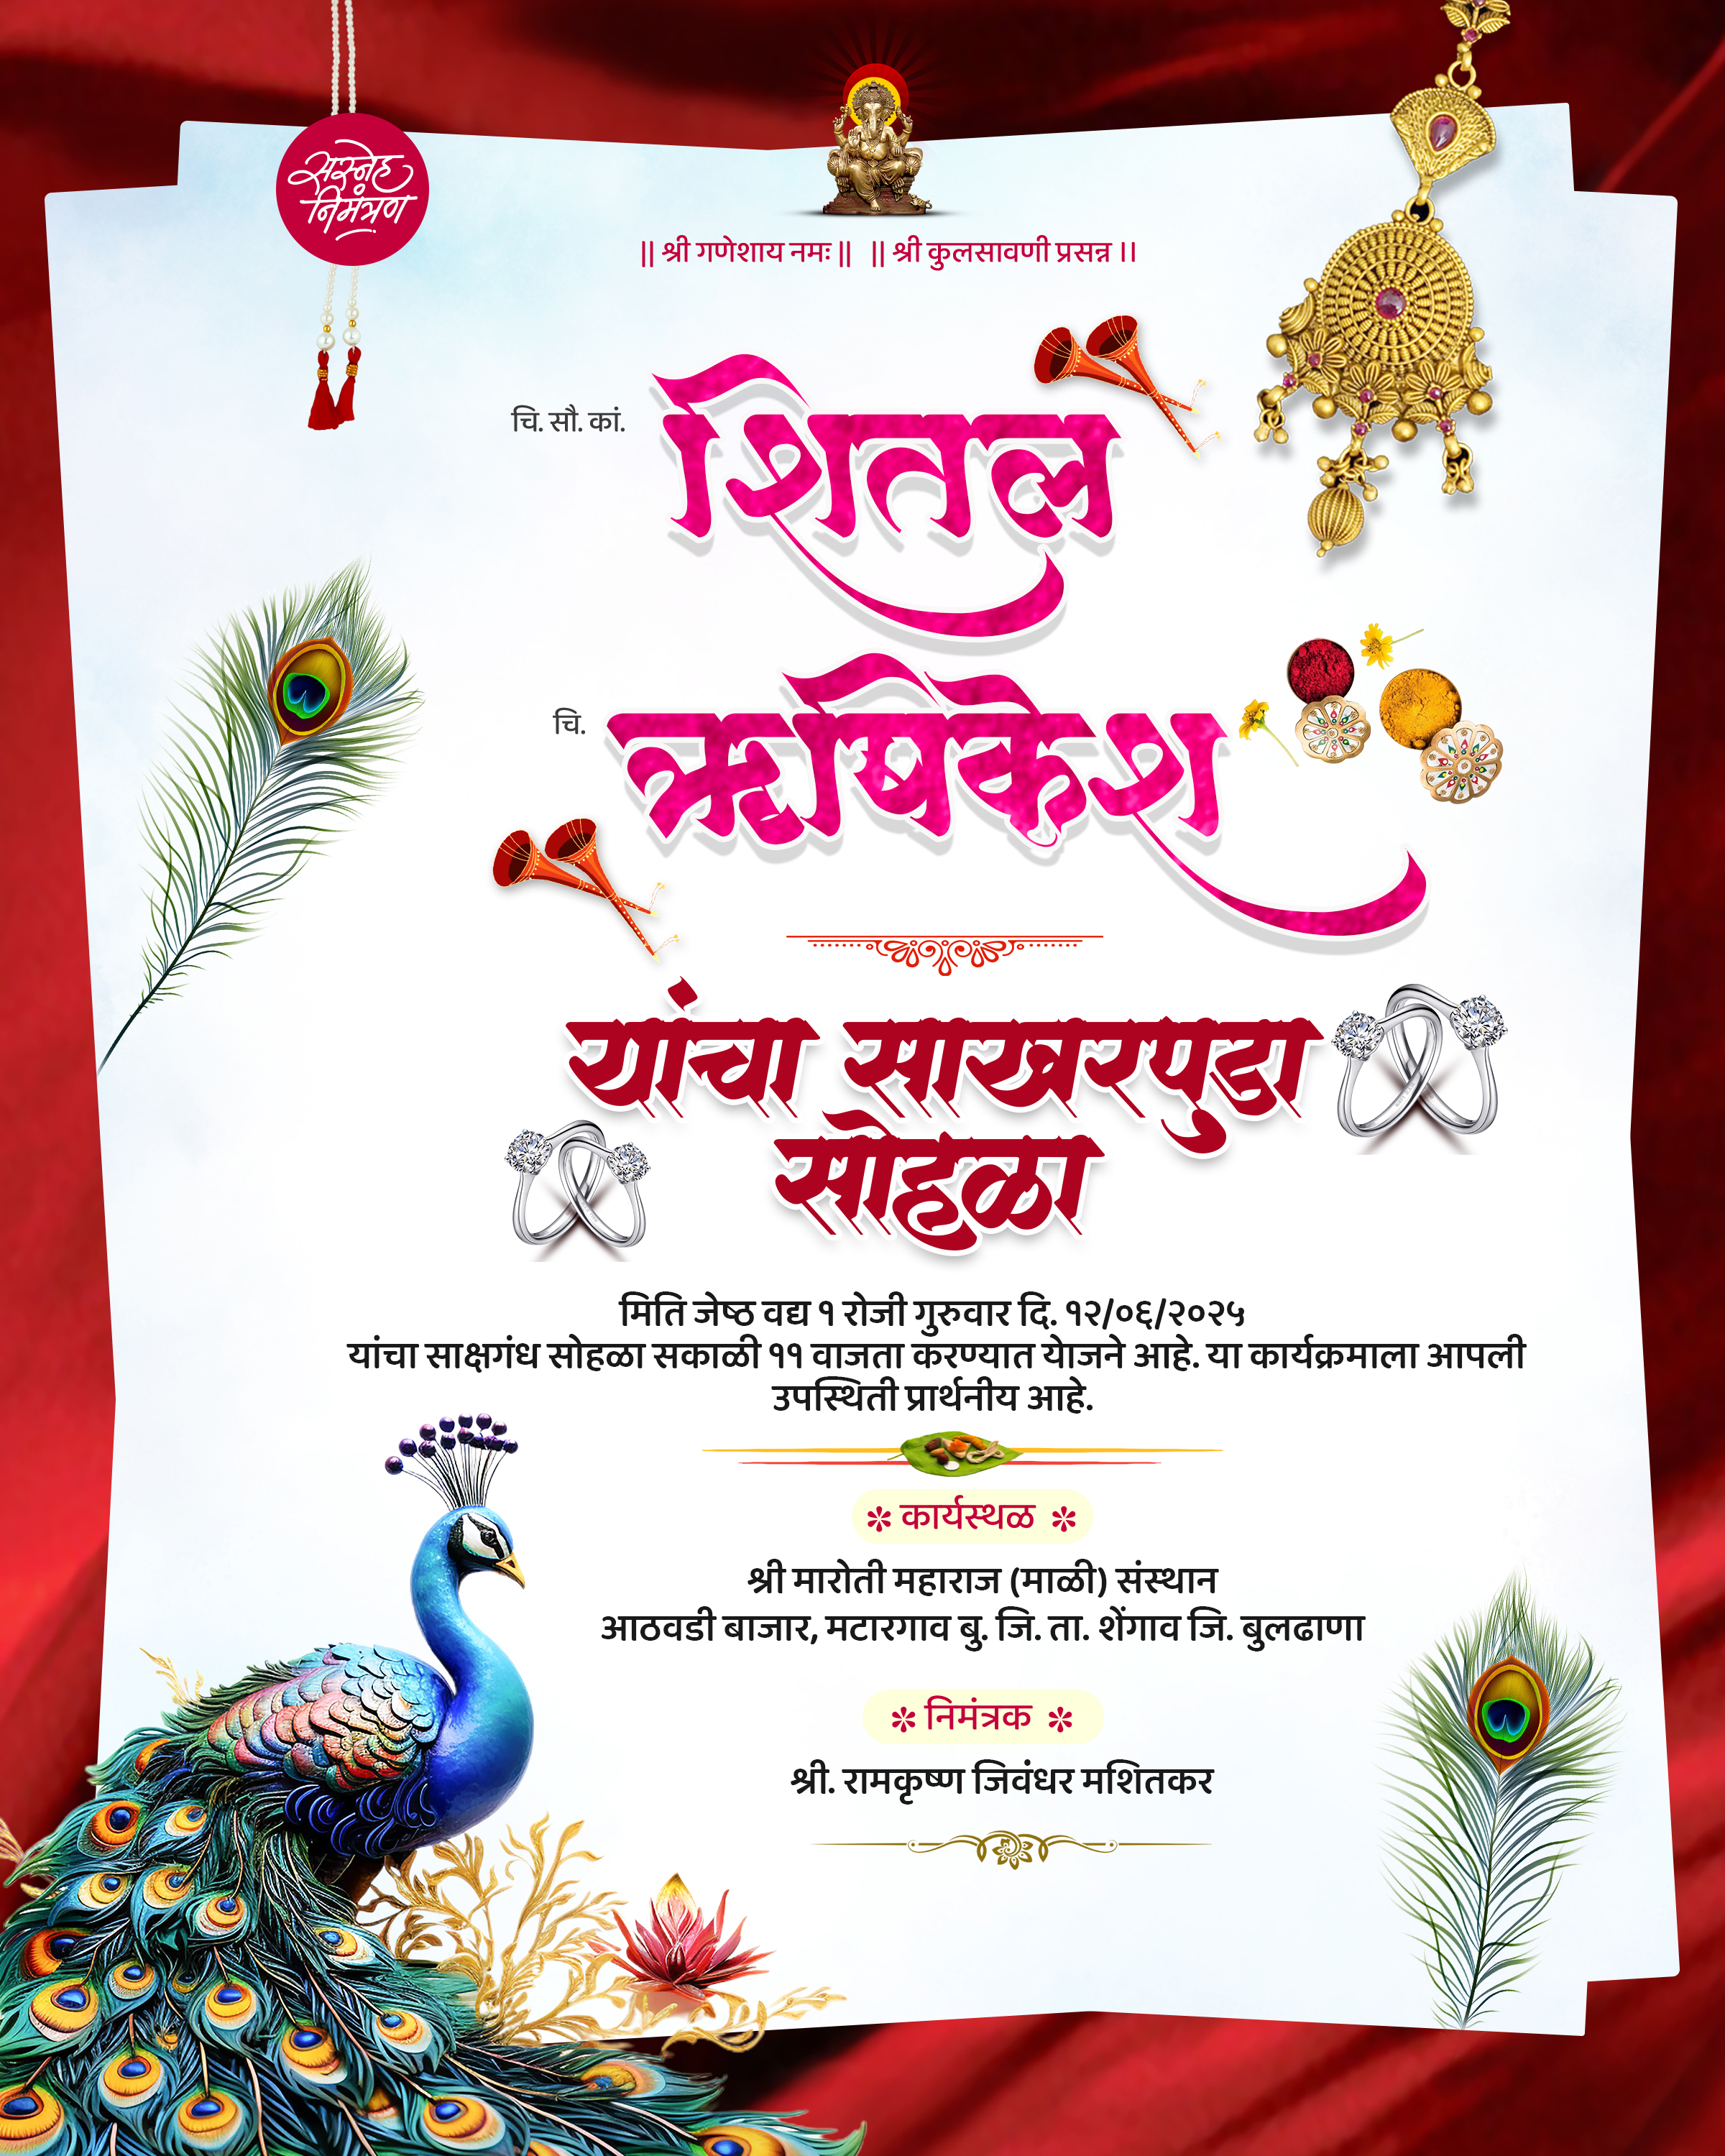 सस्नेह
निमंत्रण
|| श्री गणेशाय नमः || || श्री कुलसावणी प्रसन्न ।।
चि. सौ. कां.
शितल
चि.
ऋषिकेश
यांचा साखरपुडा
सोहळा
मिति जेष्ठ वद्य १ रोजी गुरुवार दि. १२/०६/२०२५
यांचा साक्षगंध सोहळा सकाळी ११ वाजता करण्यात येाजने आहे. या कार्यक्रमाला आपली
उपस्थिती प्रार्थनीय आहे.
कार्यस्थळ
श्री मारोती महाराज (माळी) संस्थान
आठवडी बाजार, मटारगाव बु. जि. ता. शेंगाव जि. बुलढाणा
निमंत्रक
श्री. रामकृष्ण जिवंधर मशितकर